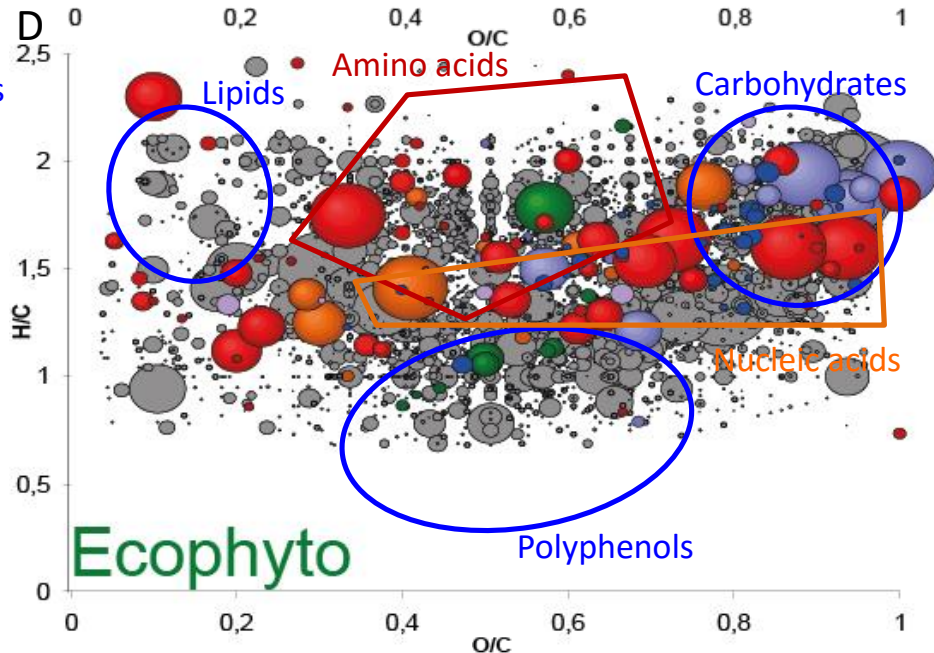 D
0 0,2 0,4 0,6 0,8 1
O/C
s
Lipids
Amino acids
Carbohydrates
2,5
2
1,5
H/C
1
0,5
0
Nucleic acids
Polyphenols
Ecophyto
0 0,2 0,4 0,6 0,8 1
O/C